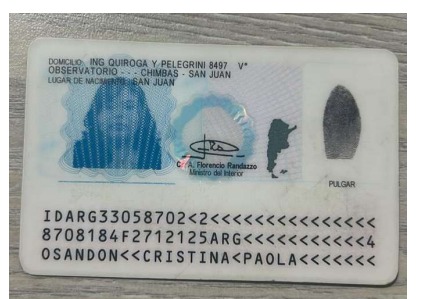 DOMICILIO: ING QUIROGA Y PELEGRINI 8497 V*
OBSERVATORIO - - - CHIMBAS - SAN JUAN
LUGAR DE NACIMIENTO: SAN JUAN
C.P.A. Florencio Randazzo
Ministro del Interior
PULGAR
IDARG33058702<2<<<<<<<<<<<<<<<
8708184F2712125ARG<<<<<<<<<<<4
OSANDON<<CRISTINA<PAOLA<<<<<<<